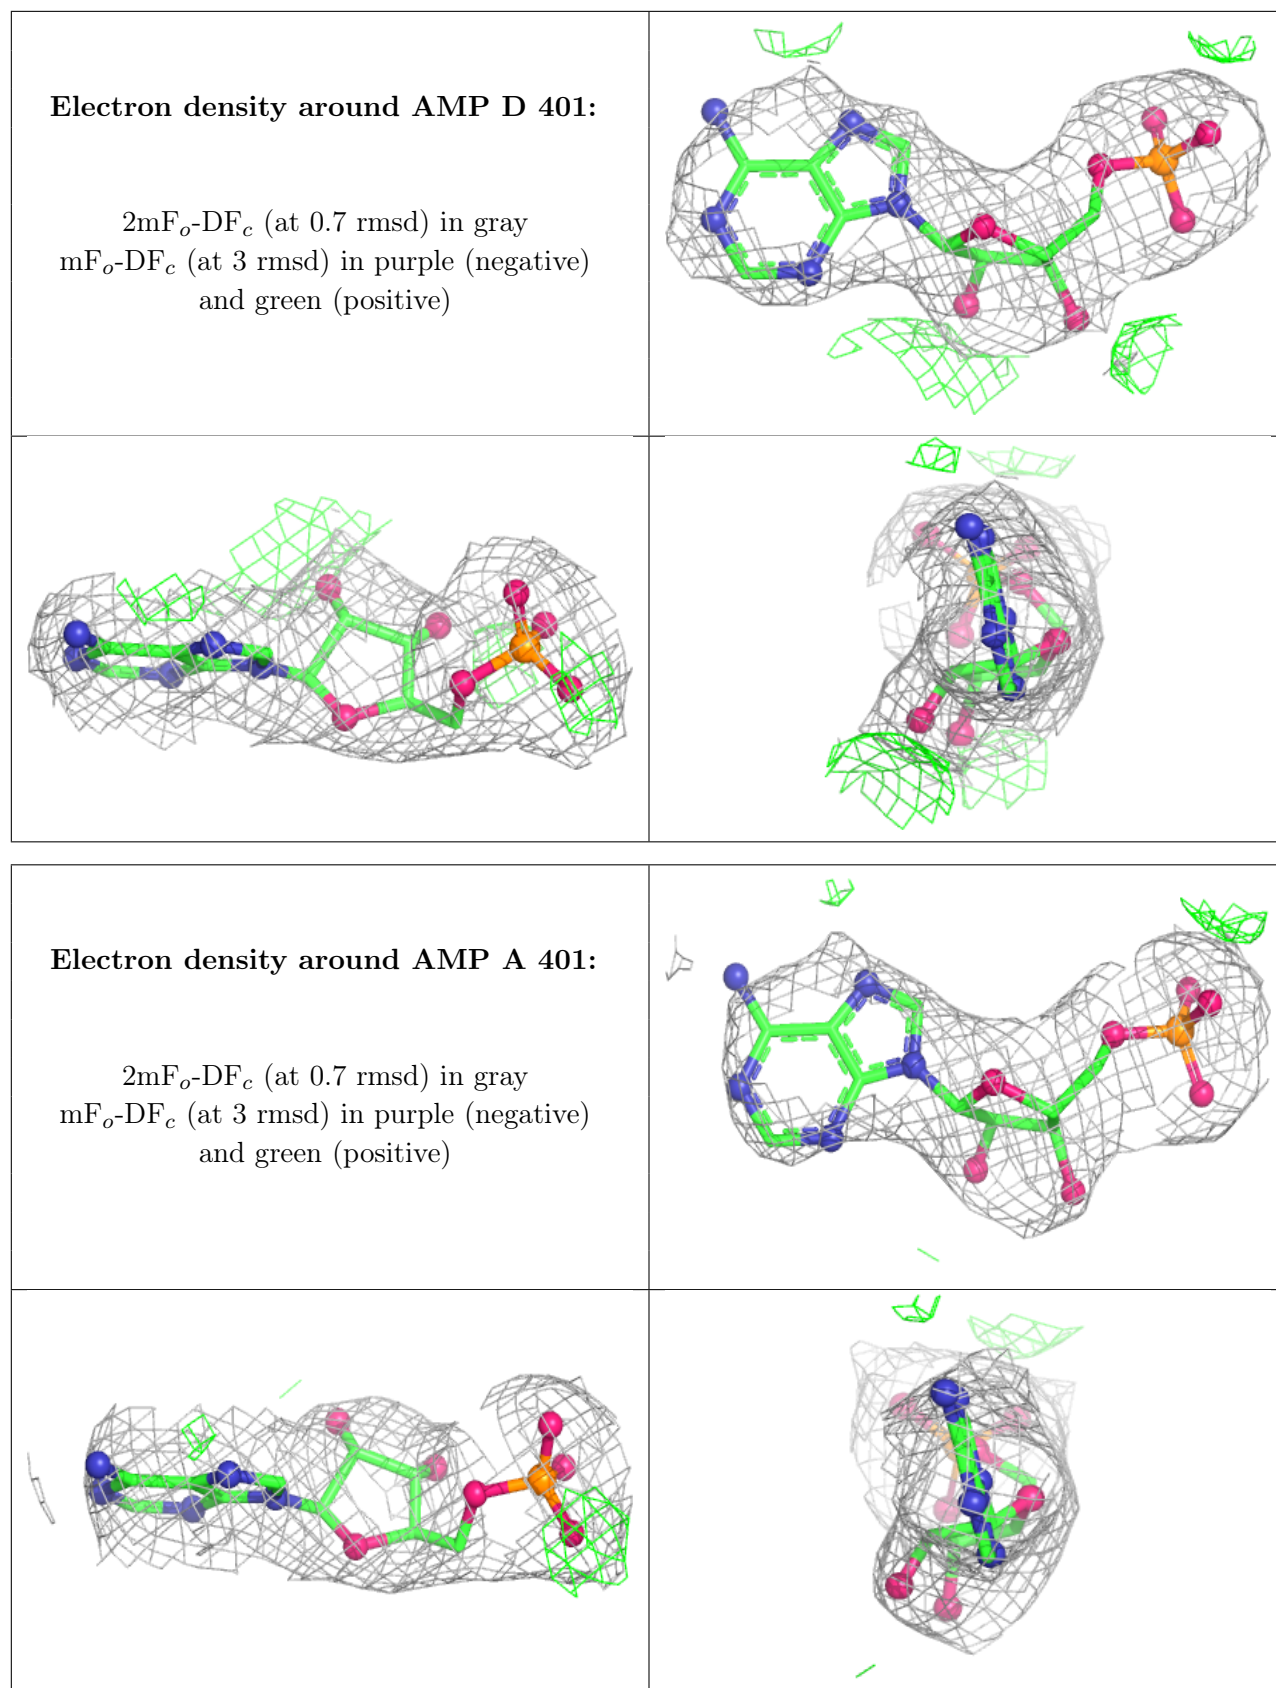 Electron density around AMP D 401:
2mFo-DFc (at 0.7 rmsd) in gray
mFo-DFc (at 3 rmsd) in purple (negative)
and green (positive)
Electron density around AMP A 401:
2mFo-DFc (at 0.7 rmsd) in gray
mFo-DFc (at 3 rmsd) in purple (negative)
and green (positive)